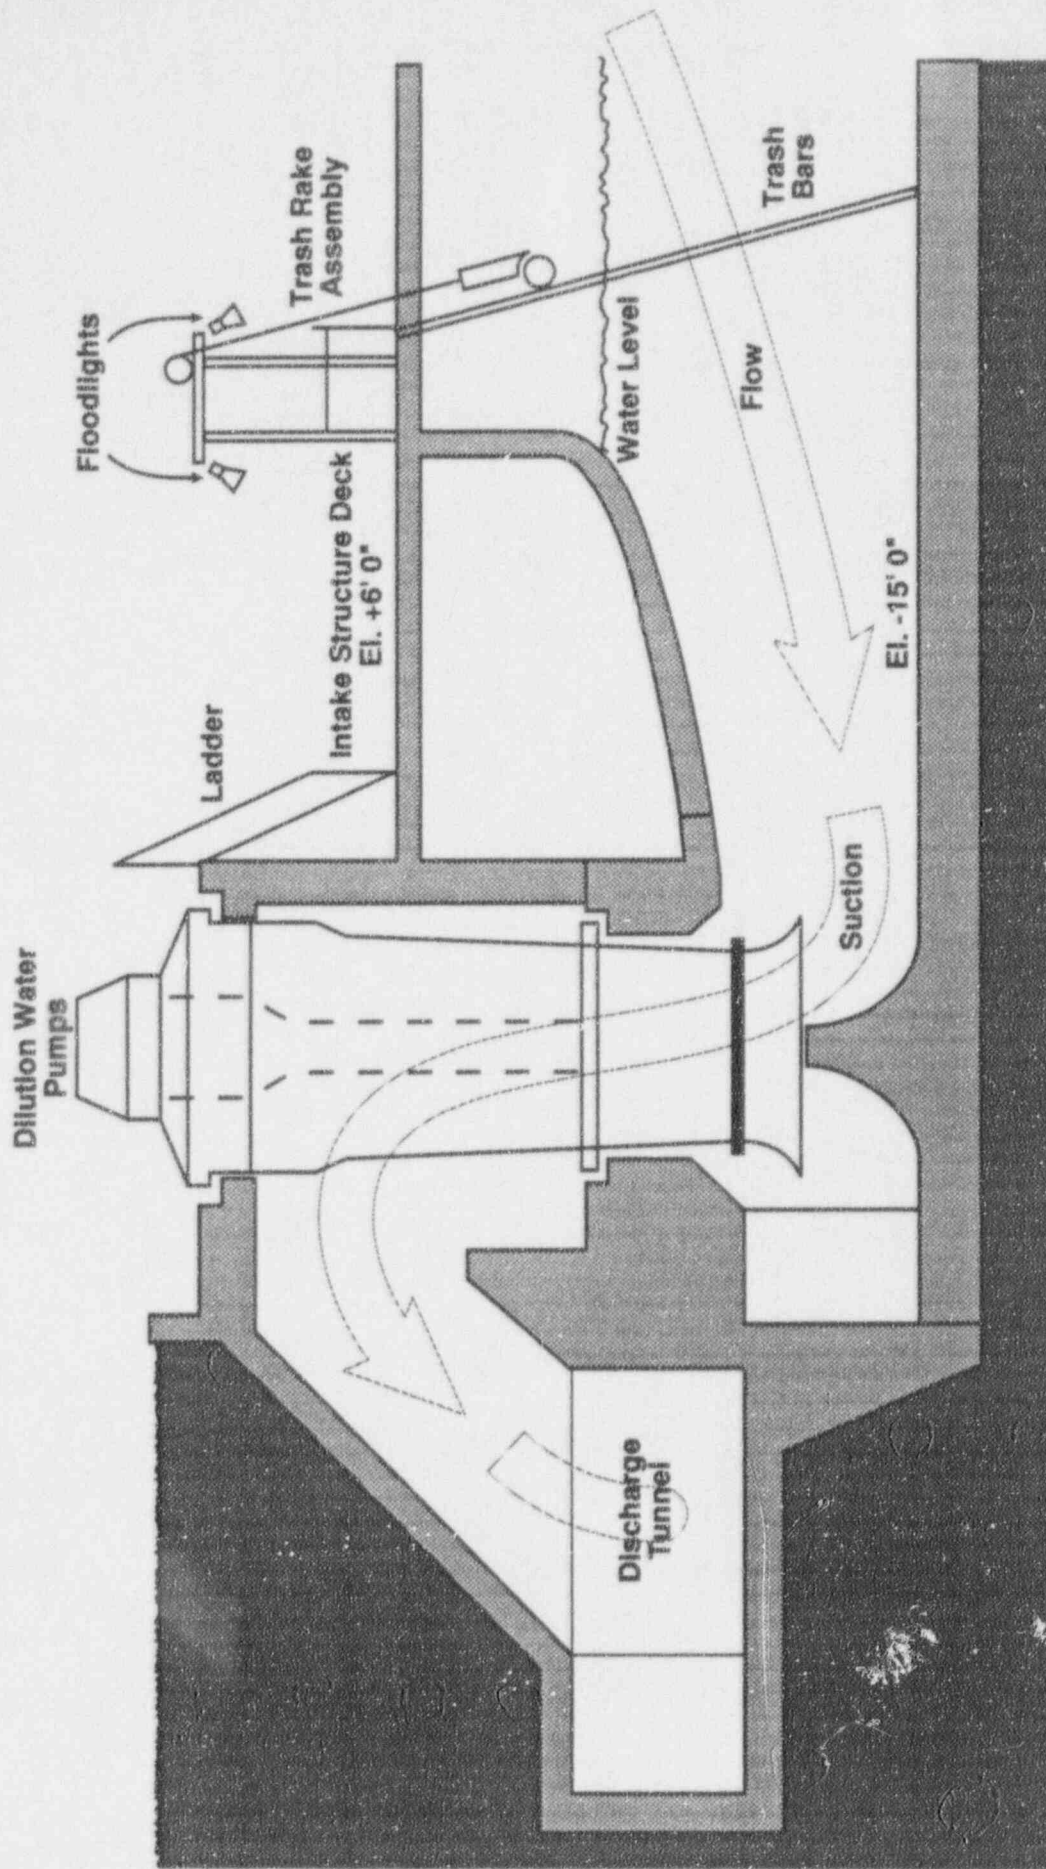 Dilution Water
Pumps
Floodlights
Ladder
Trash Rake
Assembly
Intake Structure Deck
El. +6' 0"
Water Level
Trash
Bars
Flow
El. -15' 0"
Suction
Discharge
Tunnel